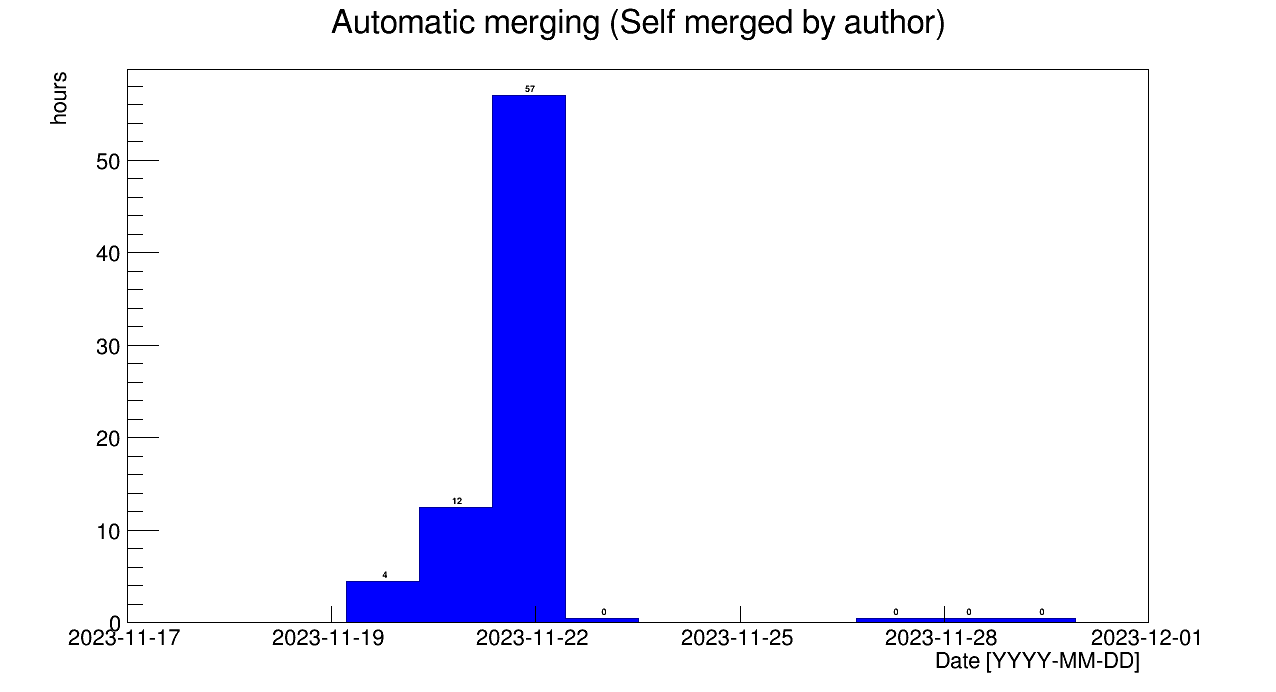 Automatic merging (Self merged by author)
hours
57
50
40
30
20
12
10
4
0 0 0 0
0
2023-11-17 2023-11-19 2023-11-22 2023-11-25 2023-11-28 2023-12-01
Date [YYYY-MM-DD]